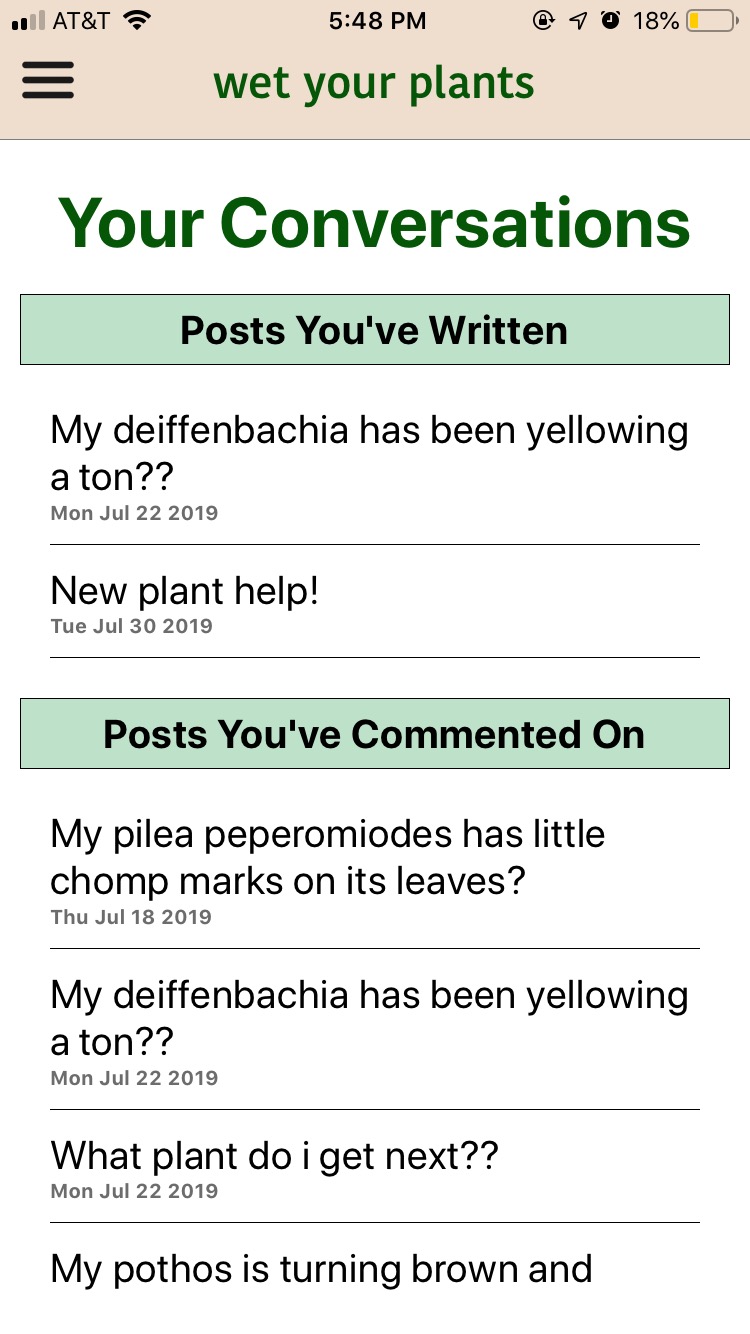 AT&T 5:48 PM 18%
wet your plants
Your Conversations
Posts You've Written
My deiffenbachia has been yellowing
a ton??
Mon Jul 22 2019
New plant help!
Tue Jul 30 2019
Posts You've Commented On
My pilea peperomiodes has little
chomp marks on its leaves?
Thu Jul 18 2019
My deiffenbachia has been yellowing
a ton??
Mon Jul 22 2019
What plant do i get next??
Mon Jul 22 2019
My pothos is turning brown and